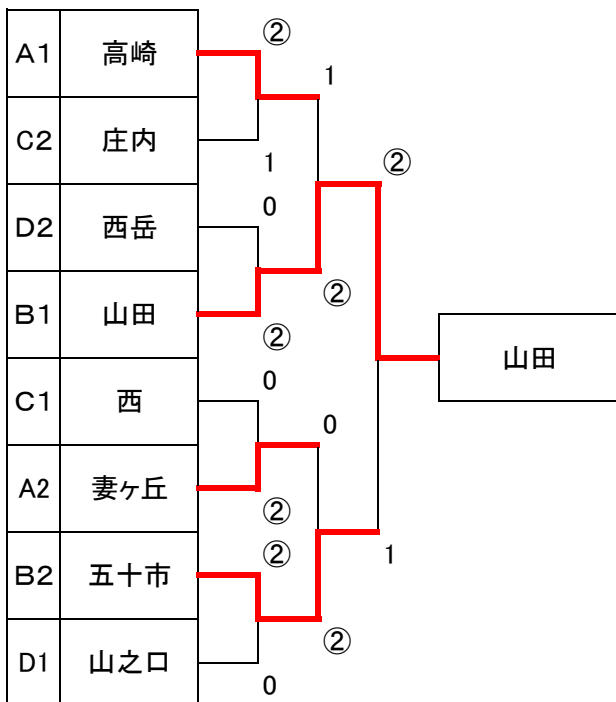 A1 高崎 ②
1
C2 庄内 1
②
D2 西岳 0
②
B1 山田 ②
山田
C1 西 0
0
A2 妻ヶ丘 ②
B2 五十市 ②
1
②
D1 山之口 0